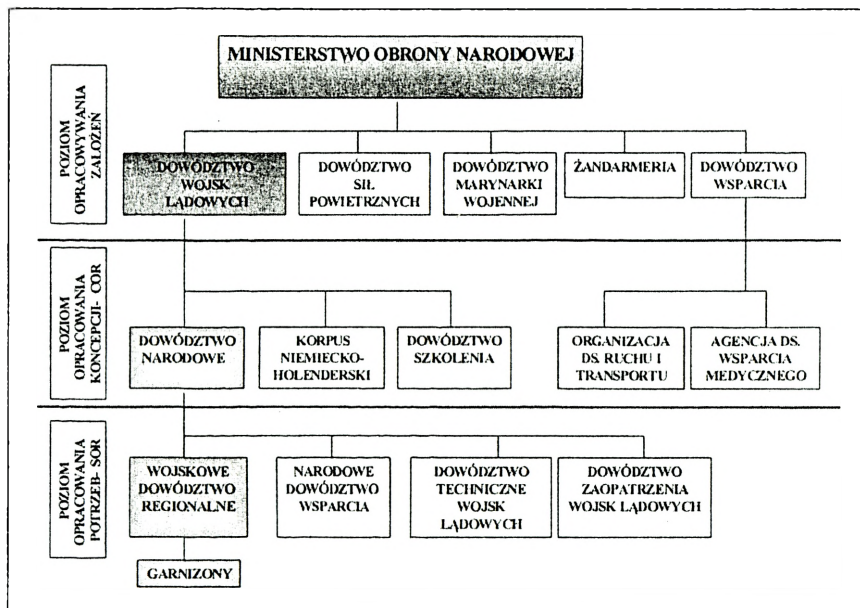 MINISTERSTWO OBRONY NARODOWEJ
POZIOM
OPRACOWYWANIA
ZAŁOŻEŃ
DOWÓDZTWO
WOJSK
LĄDOWYCH
DOWÓDZTWO
SIŁ
POWIETRZNYCH
DOWÓDZTWO
MARYNARKI
WOJENNEJ
ŻANDARMERIA
DOWÓDZTWO
WSPARCIA
POZIOM
OPRACOWANIA
KONCEPCJI- COR
DOWÓDZTWO
NARODOWE
KORPUS
NIEMIECKO-
HOLENDERSKI
DOWÓDZTWO
SZKOLENIA
ORGANIZACJA
DS. RUCHU I
TRANSPORTU
AGENCJA DS.
WSPARCIA
MEDYCZNEGO
POZIOM
OPRACOWANIA
POTRZEB- SOR
WOJSKOWE
DOWÓDZTWO
REGIONALNE
NARODOWE
DOWÓDZTWO
WSPARCIA
DOWÓDZTWO
TECHNICZNE
WOJSK
LĄDOWYCH
DOWÓDZTWO
ZAOPATRZENIA
WOJSK LĄDOWYCH
GARNIZONY